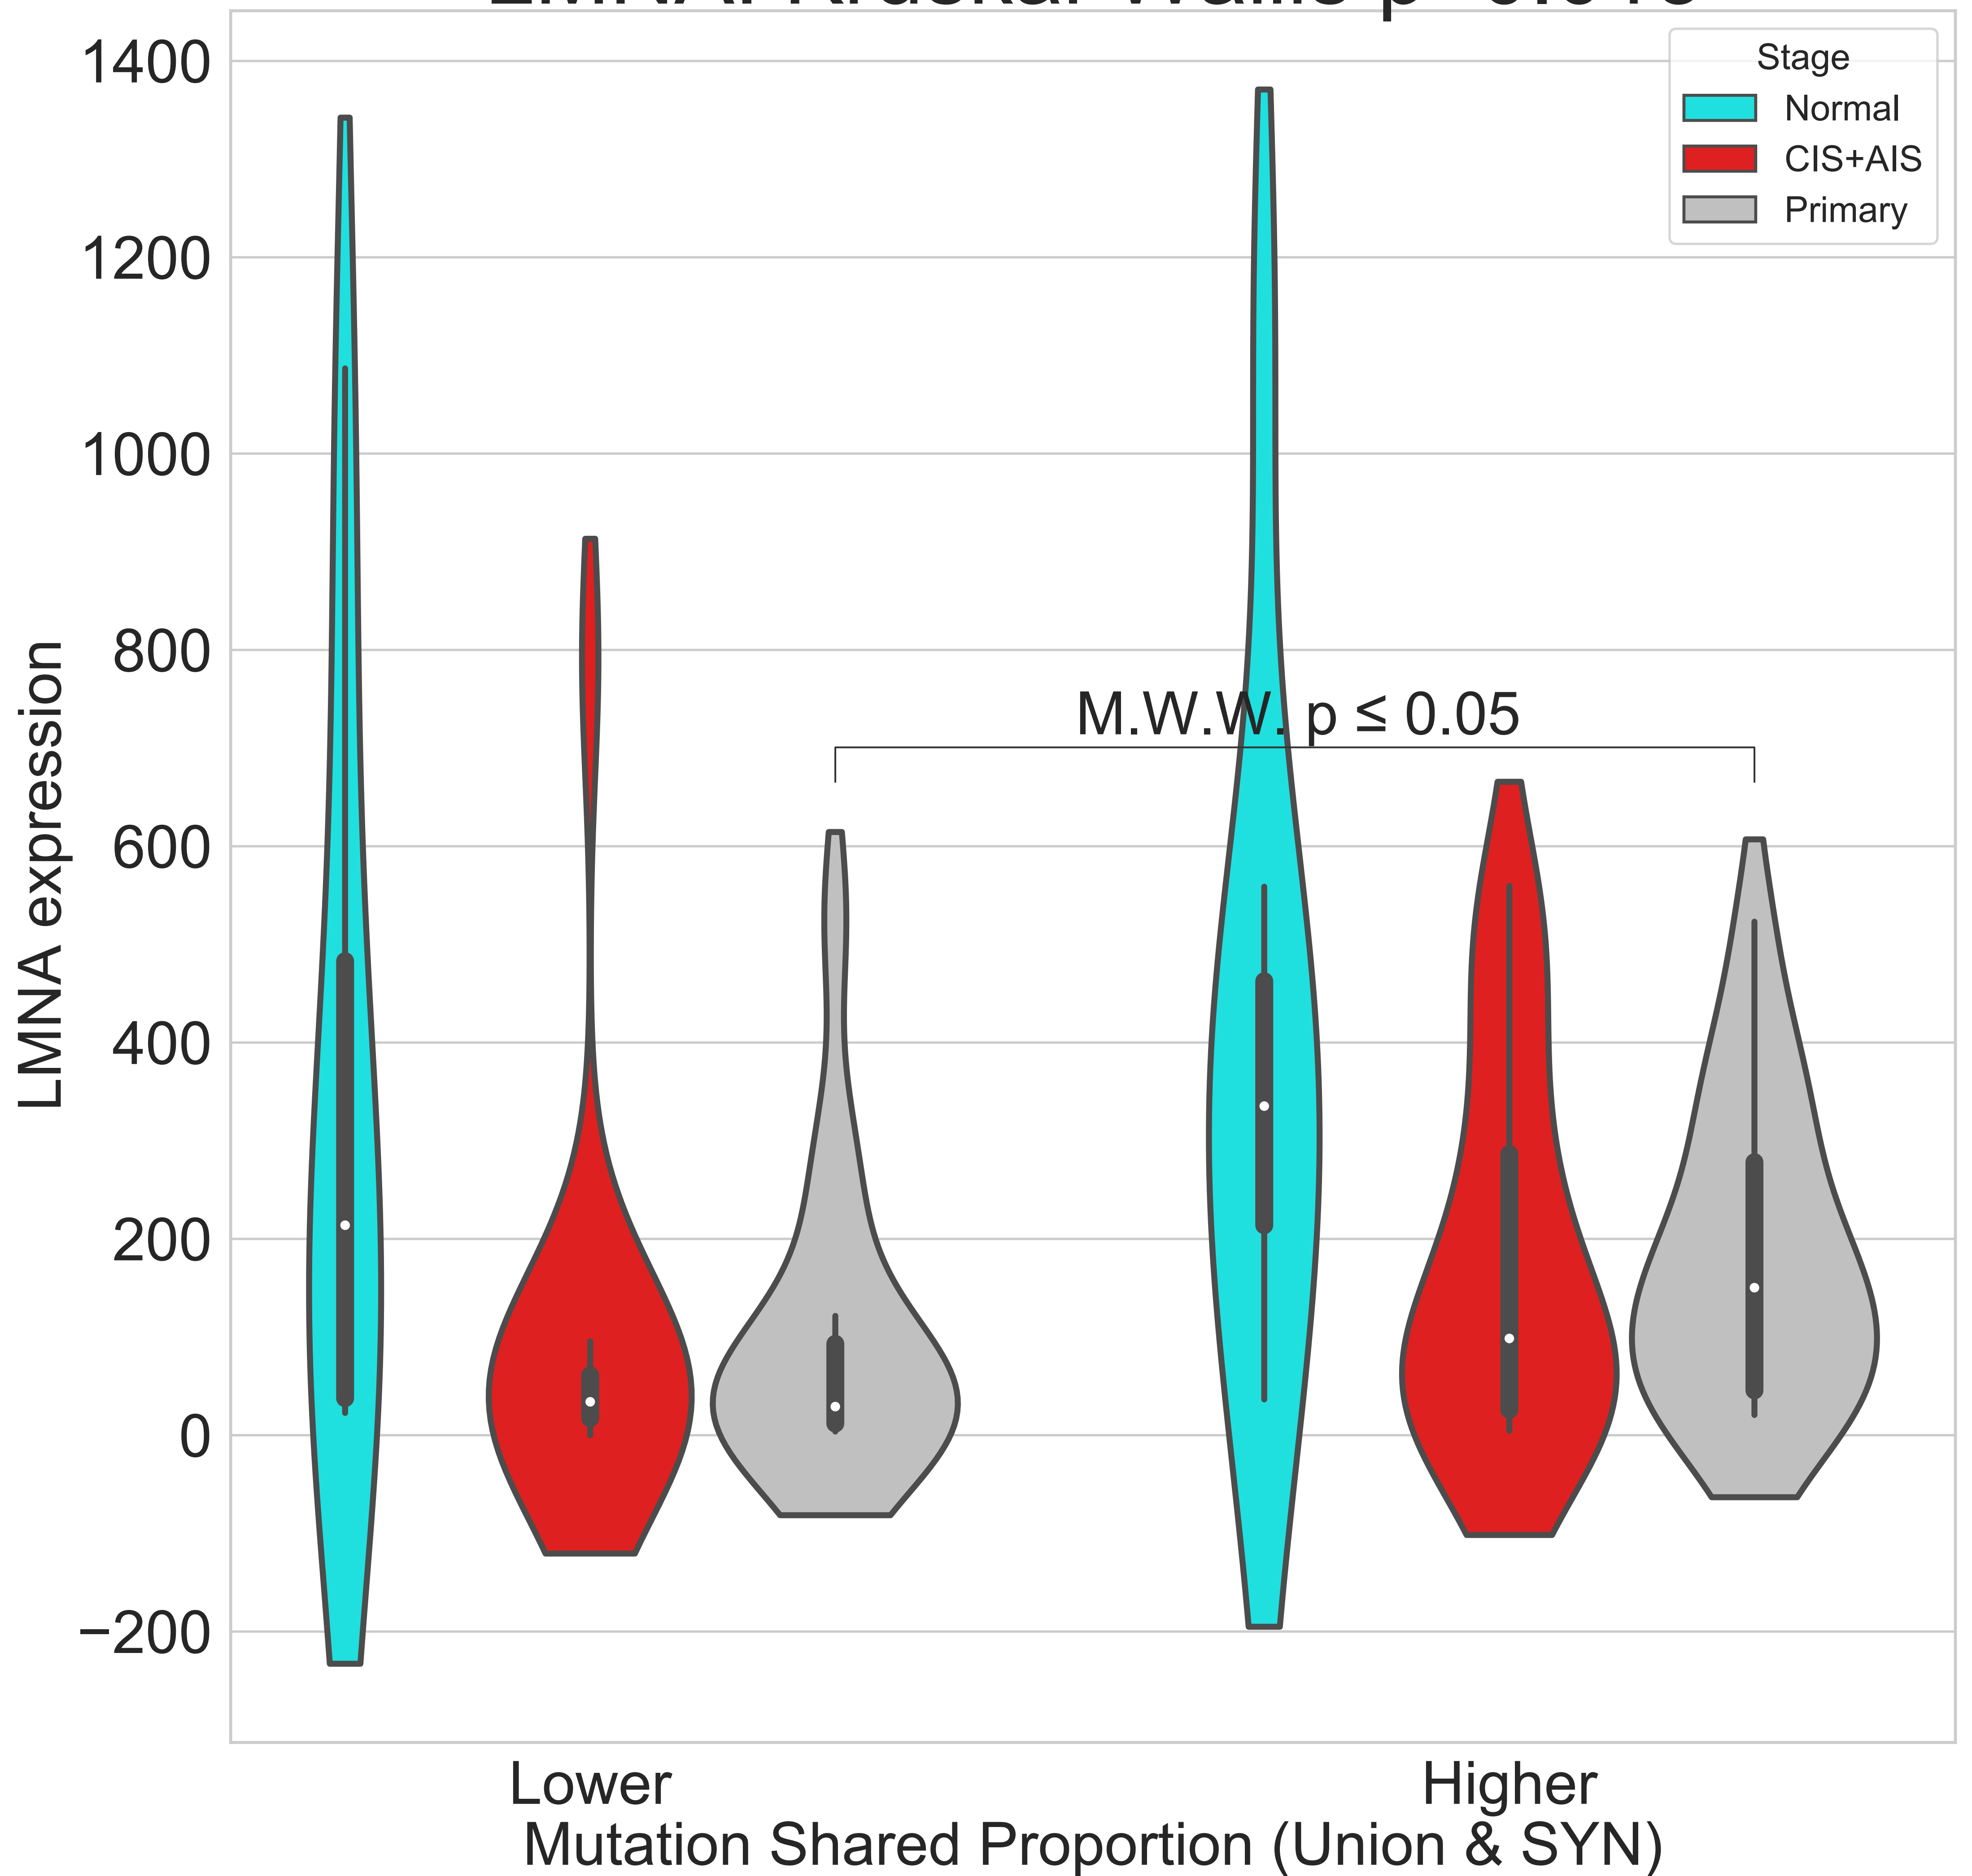 1400
1200
1000
800
600
400
200
0
−200
LMNA expression
Stage
Normal
CIS+AIS
Primary
M.W.W. p ≤ 0.05
Lower
Higher
Mutation Shared Proportion (Union & SYN)